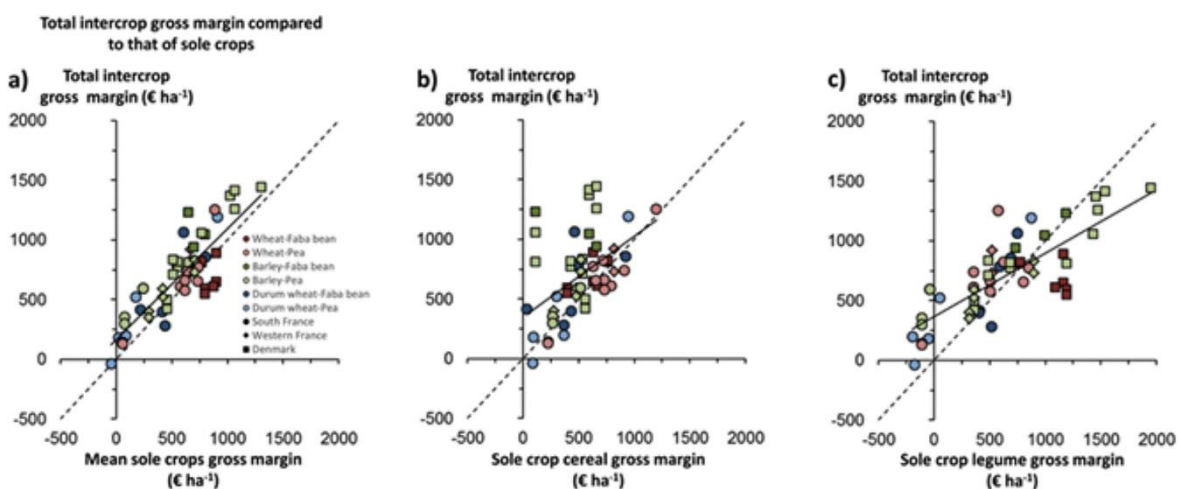 Total intercrop gross margin compared
to that of sole crops
a) Total intercrop
gross margin (€ ha⁻¹)
2000
1500
1000
500
0
-500
-500 0 500 1000 1500 2000
Mean sole crops gross margin
(€ ha⁻¹)
Wheat-Faba bean
Wheat-Pea
Barley-Faba bean
Barley-Pea
Durum wheat-Faba bean
Durum wheat-Pea
South France
Western France
Denmark
b) Total intercrop
gross margin (€ ha⁻¹)
2000
1500
1000
500
0
-500
-500 0 500 1000 1500 2000
Sole crop cereal gross margin
(€ ha⁻¹)
c) Total intercrop
gross margin (€ ha⁻¹)
2000
1500
1000
500
0
-500
-500 0 500 1000 1500 2000
Sole crop legume gross margin
(€ ha⁻¹)